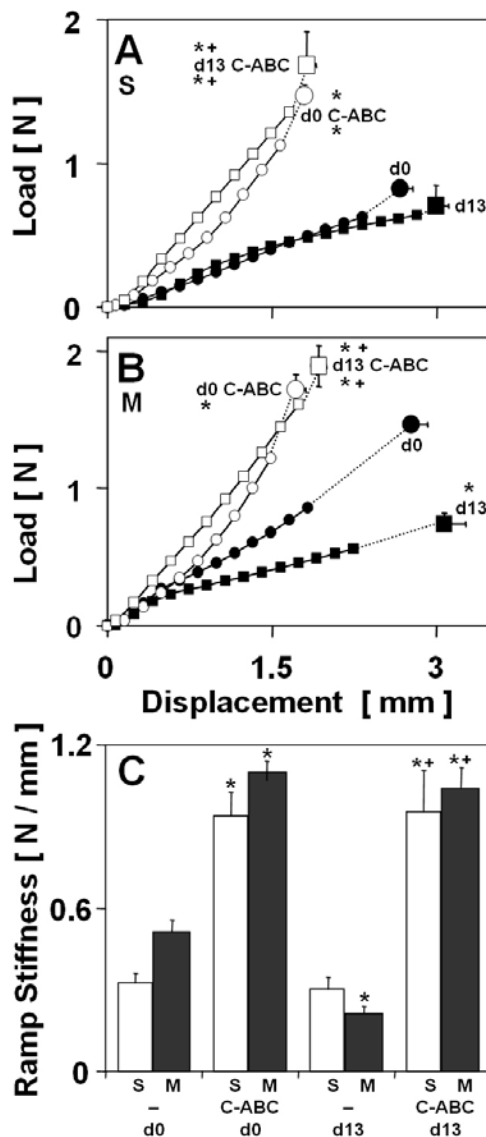 2
A
S
* +
d13 C-ABC
* +
*
d0 C-ABC
*
Load [ N ]
1
d0
d13
0
2
B
M
* +
d13 C-ABC
* +
d0 C-ABC
*
d0
Load [ N ]
1
*
d13
0
0 1.5 3
Displacement [ mm ]
1.2
C
* * *+ *+
Ramp Stiffness [ N / mm ]
0.6
*
0
S M S M S M S M
– C-ABC – C-ABC
d0 d0 d13 d13